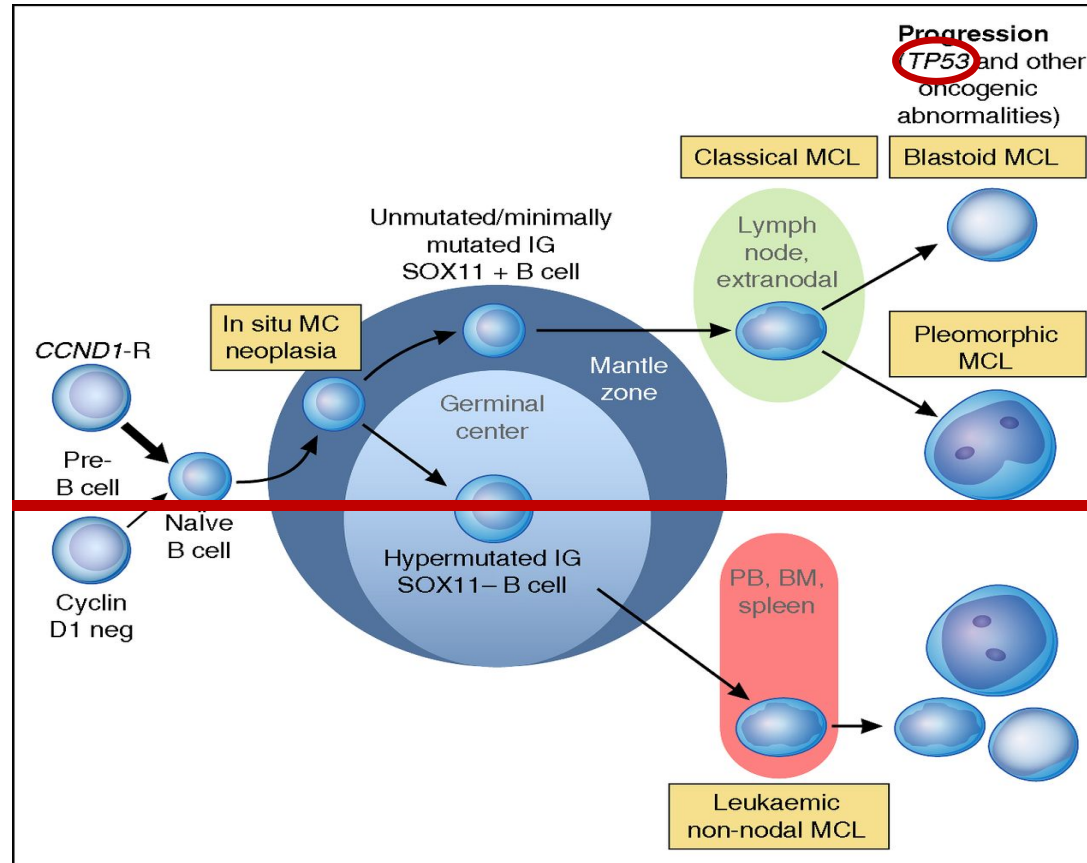 Progression
(TP53 and other
oncogenic
abnormalities)
Classical MCL
Blastoid MCL
Unmutated/minimally
mutated IG
SOX11 + B cell
Lymph
node,
extranodal
In situ MC
neoplasia
CCND1-R
Pleomorphic
MCL
Mantle
zone
Germinal
center
Pre-
B cell
Naïve
B cell
Hypermutated IG
SOX11– B cell
PB, BM,
spleen
Cyclin
D1 neg
Leukaemic
non-nodal MCL